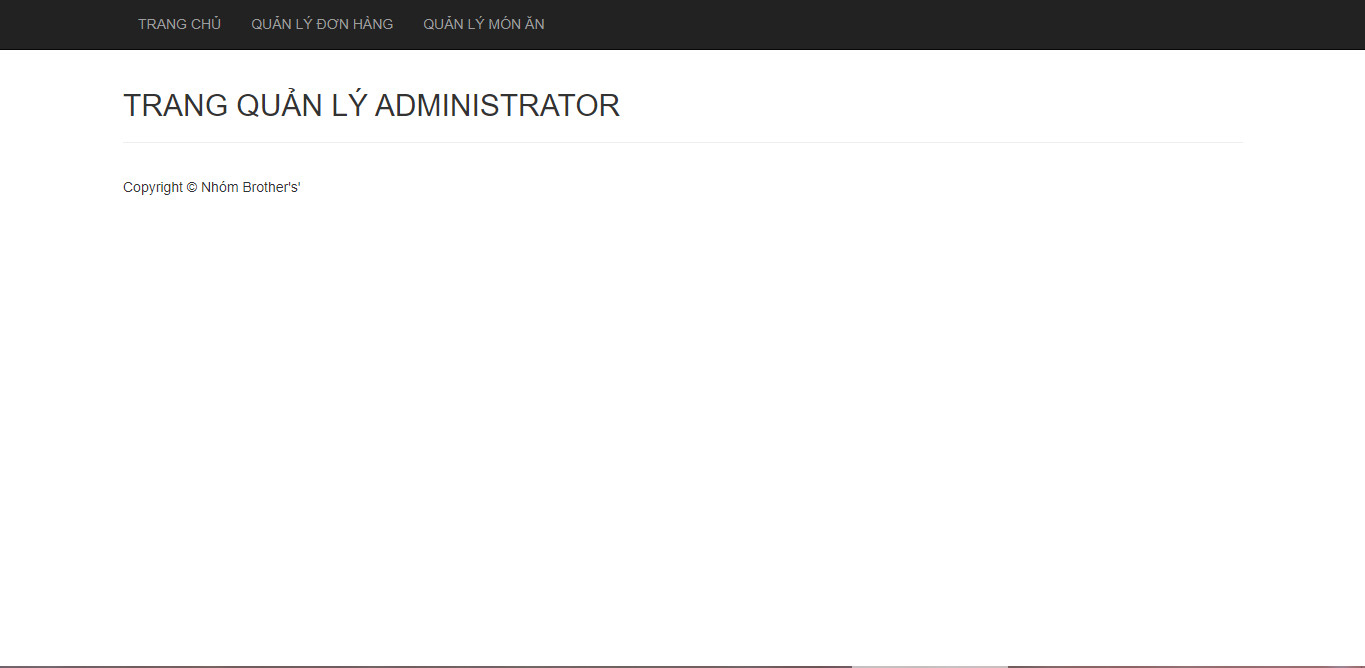 TRANG CHỦ QUẢN LÝ ĐƠN HÀNG QUẢN LÝ MÓN ĂN
TRANG QUẢN LÝ ADMINISTRATOR
Copyright © Nhóm Brother's'